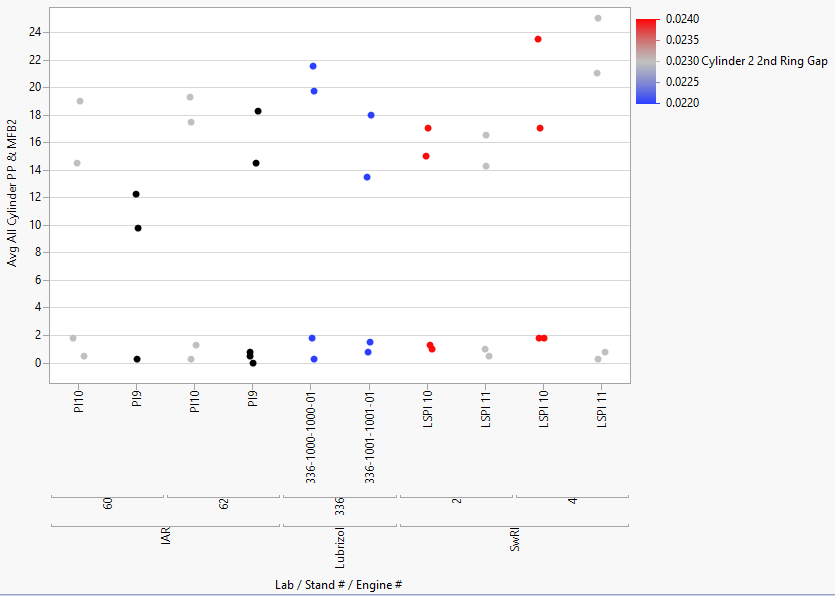 Avg All Cylinder PP & MFB2
24
22
20
18
16
14
12
10
8
6
4
2
0
0.0240
0.0235
0.0230
0.0225
0.0220
Cylinder 2 2nd Ring Gap
PI10
PI9
PI10
PI9
336-1000-1000-01
336-1001-1001-01
LSPI 10
LSPI 11
LSPI 10
LSPI 11
60
62
336
2
4
IAR
Lubrizol
SwRI
Lab / Stand # / Engine #